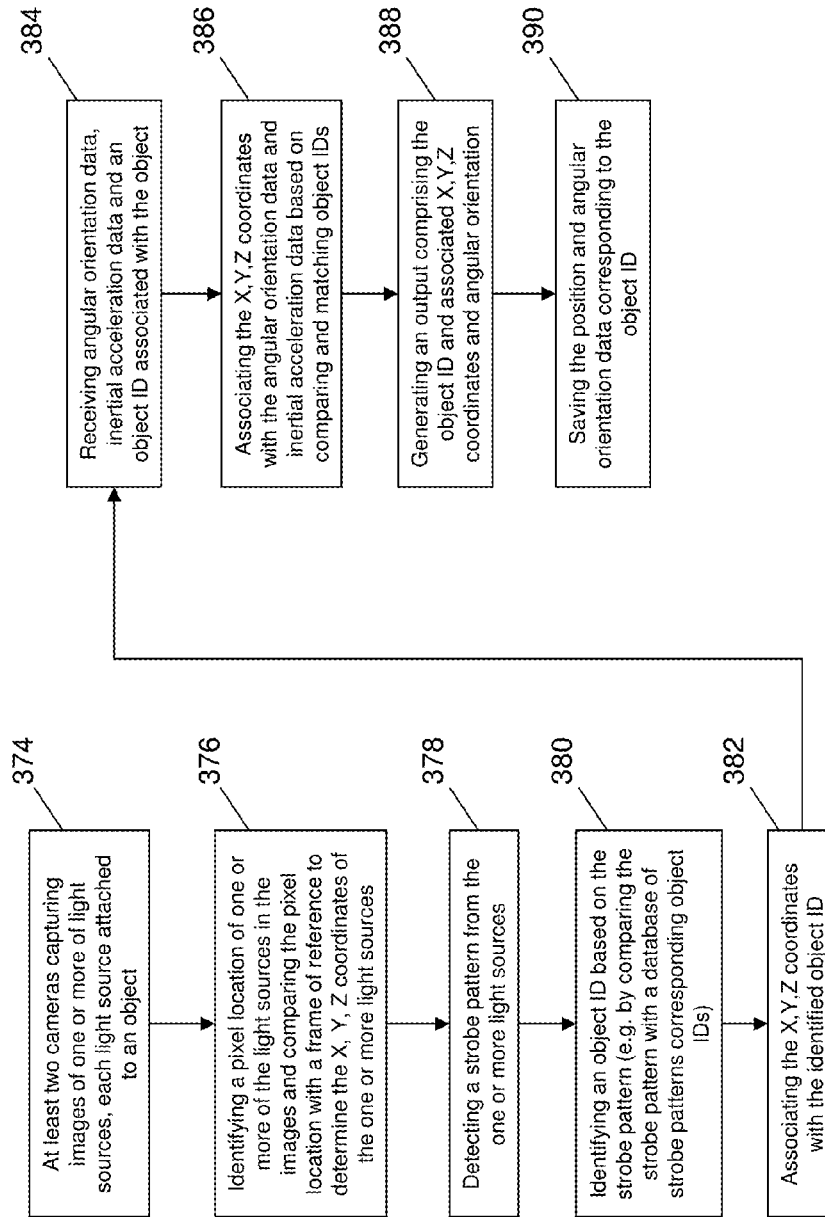 374
At least two cameras capturing
images of one or more of light
sources, each light source attached
to an object
376
Identifying a pixel location of one or
more of the light sources in the
images and comparing the pixel
location with a frame of reference to
determine the X, Y, Z coordinates of
the one or more light sources
378
Detecting a strobe pattern from the
one or more light sources
380
Identifying an object ID based on the
strobe pattern (e.g. by comparing the
strobe pattern with a database of
strobe patterns corresponding object
IDs)
382
Associating the X,Y,Z coordinates
with the identified object ID
384
Receiving angular orientation data,
inertial acceleration data and an
object ID associated with the object
386
Associating the X,Y,Z coordinates
with the angular orientation data and
inertial acceleration data based on
comparing and matching object IDs
388
Generating an output comprising the
object ID and associated X,Y,Z
coordinates and angular orientation
390
Saving the position and angular
orientation data corresponding to the
object ID